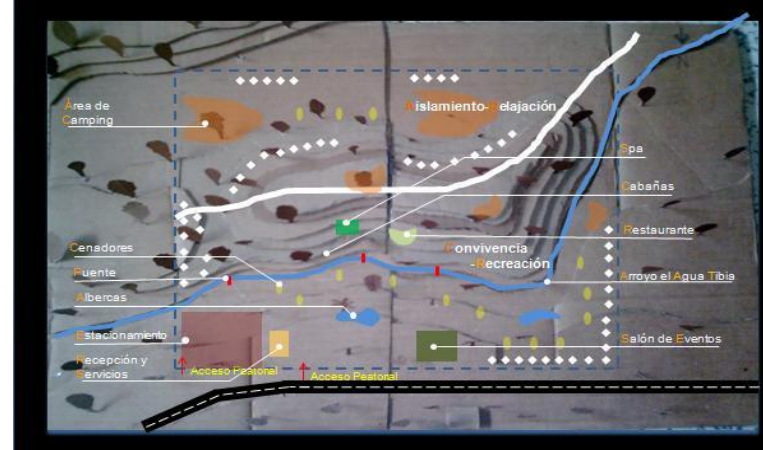 Área de
Camping
Aislamiento-Relajación
Spa
Cabañas
Cenadores
Restaurante
Convivencia
-Recreación
Puente
Arroyo el Agua Tibia
Albercas
Estacionamiento
Salón de Eventos
Recepción y
Servicios
Acceso Peatonal
Acceso Peatonal